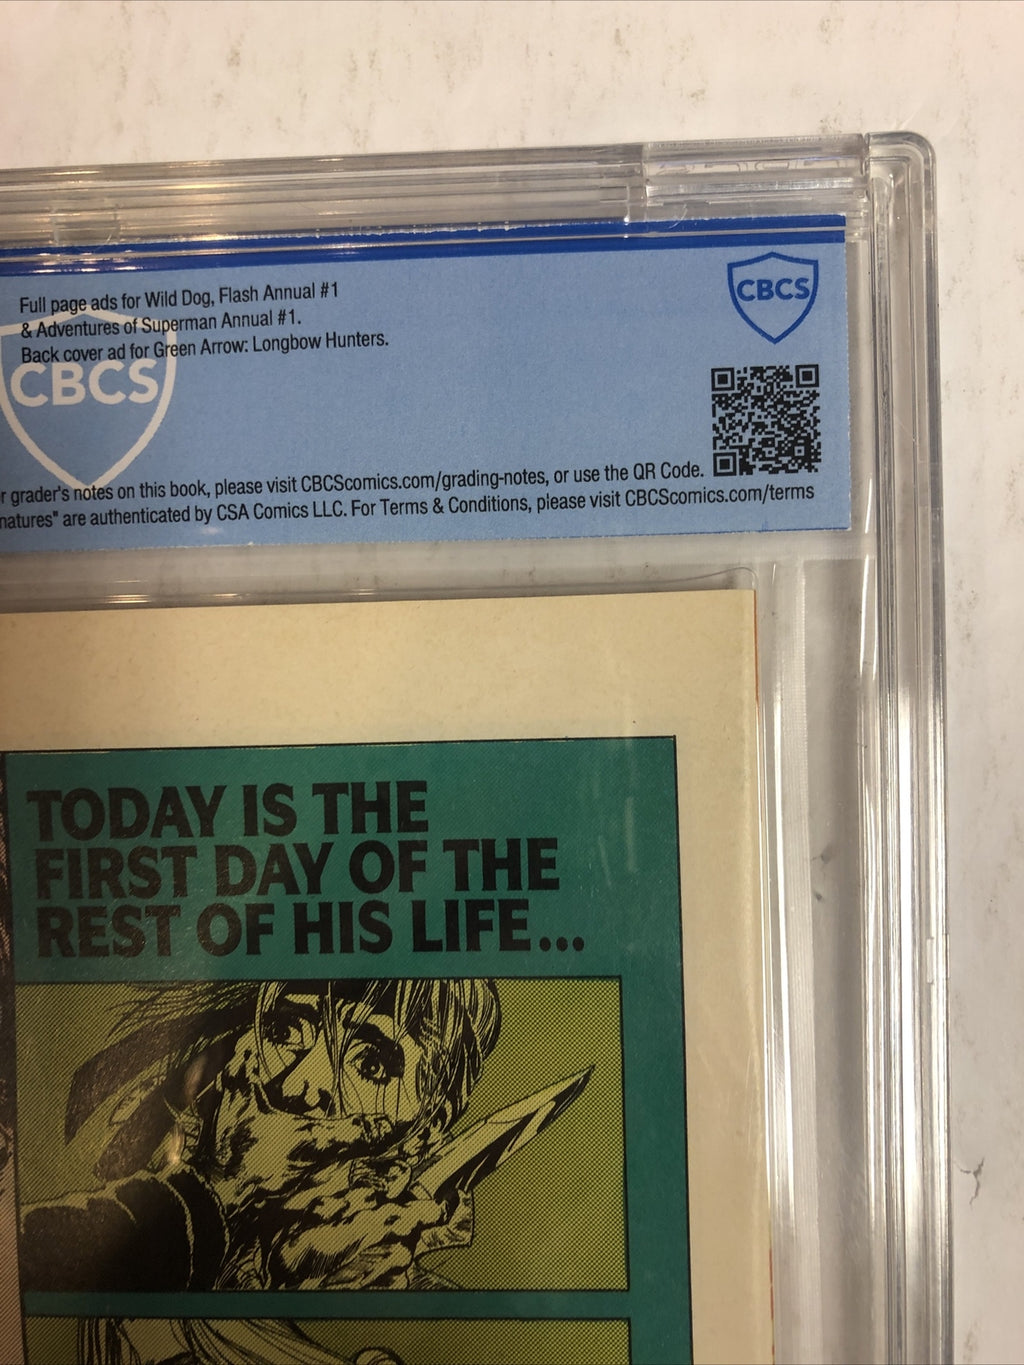 Full page ads for Wild Dog, Flash Annual #1
& Adventures of Superman Annual #1.
Back cover ad for Green Arrow: Longbow Hunters.
CBCS
CBCS
r grader's notes on this book, please visit CBCScomics.com/grading-notes, or use the QR Code.
natures" are authenticated by CSA Comics LLC. For Terms & Conditions, please visit CBCScomics.com/terms
TODAY IS THE
FIRST DAY OF THE
REST OF HIS LIFE...